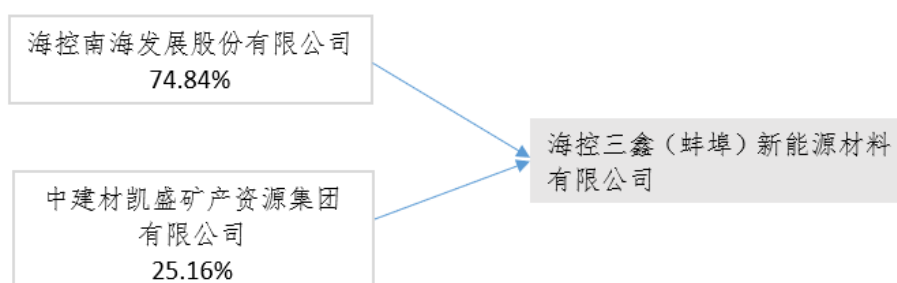 海控南海发展股份有限公司
74.84%
海控三鑫（蚌埠）新能源材料
有限公司
中建材凯盛矿产资源集团
有限公司
25.16%